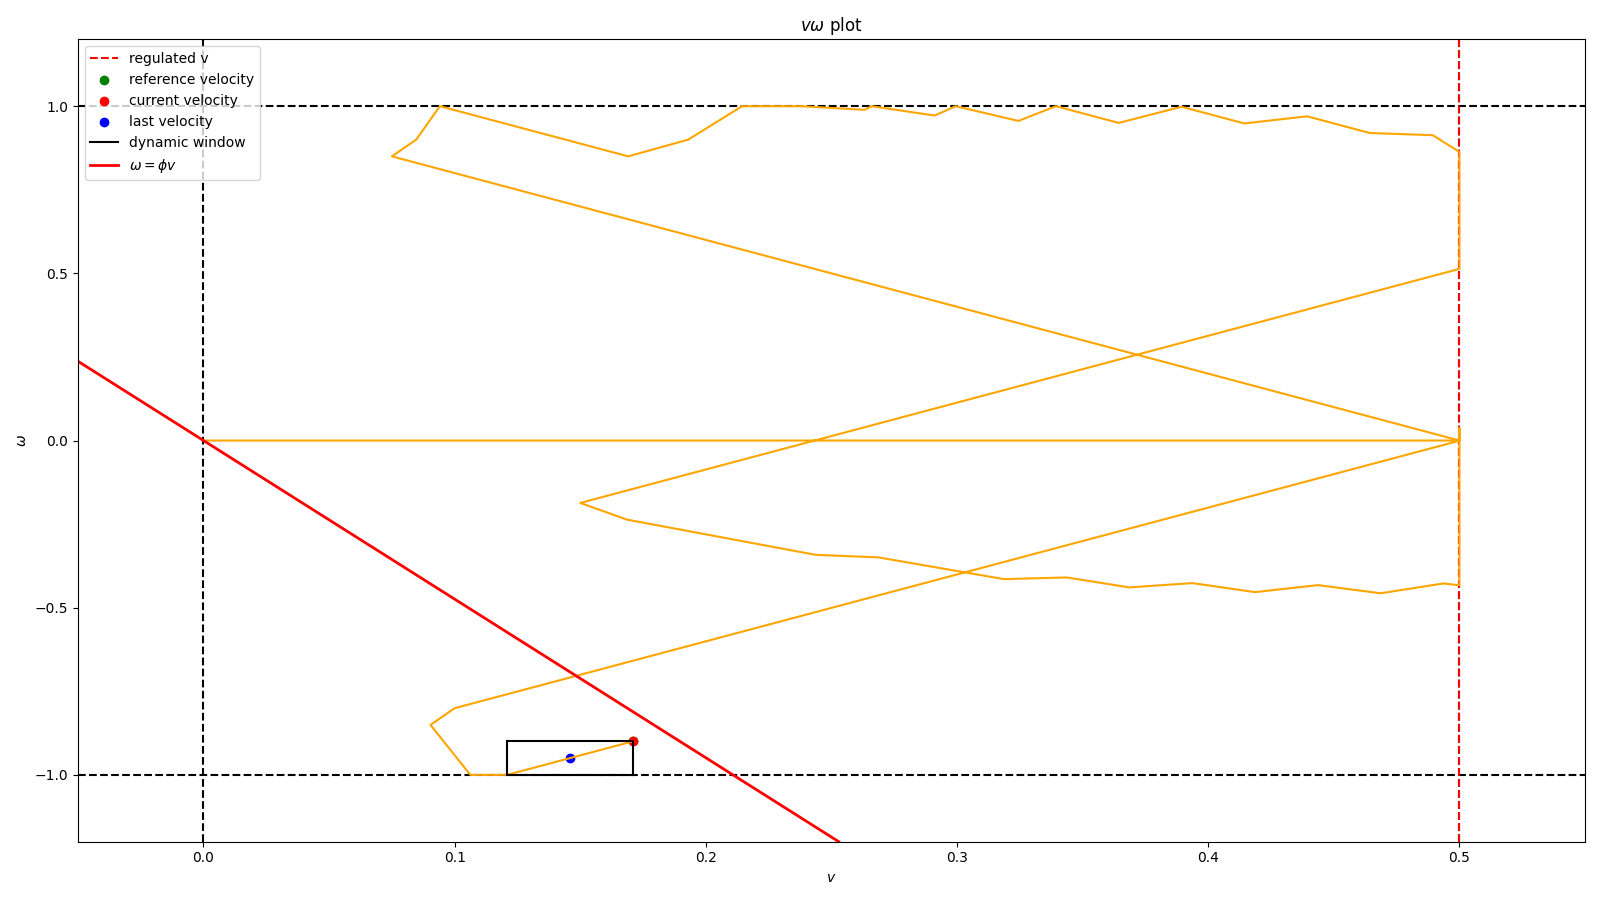 vω plot
regulated v
reference velocity
current velocity
last velocity
dynamic window
ω = ϕv
1.0
0.5
0.0
−0.5
−1.0
ω
0.0 0.1 0.2 0.3 0.4 0.5
v